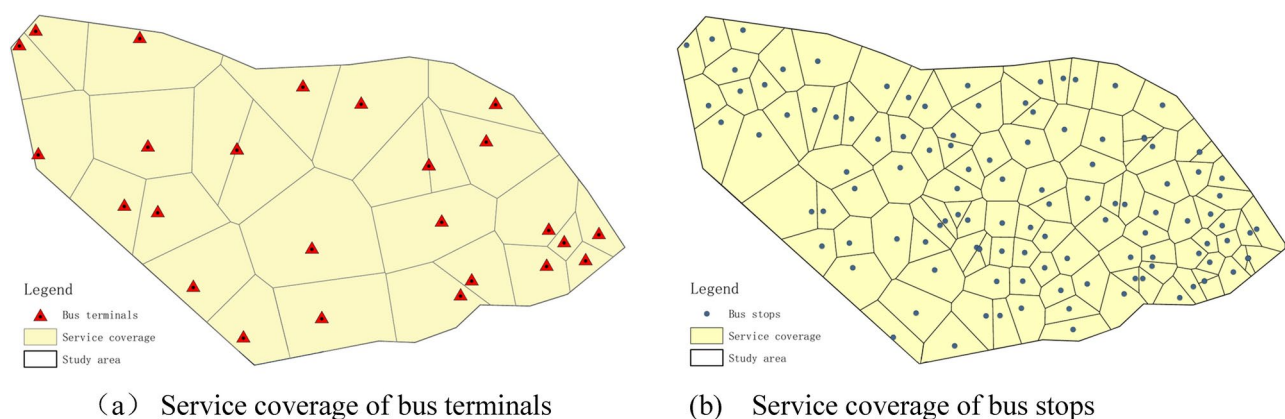 Legend
Bus terminals
Service coverage
Study area
(a) Service coverage of bus terminals
Legend
Bus stops
Service coverage
Study area
(b) Service coverage of bus stops